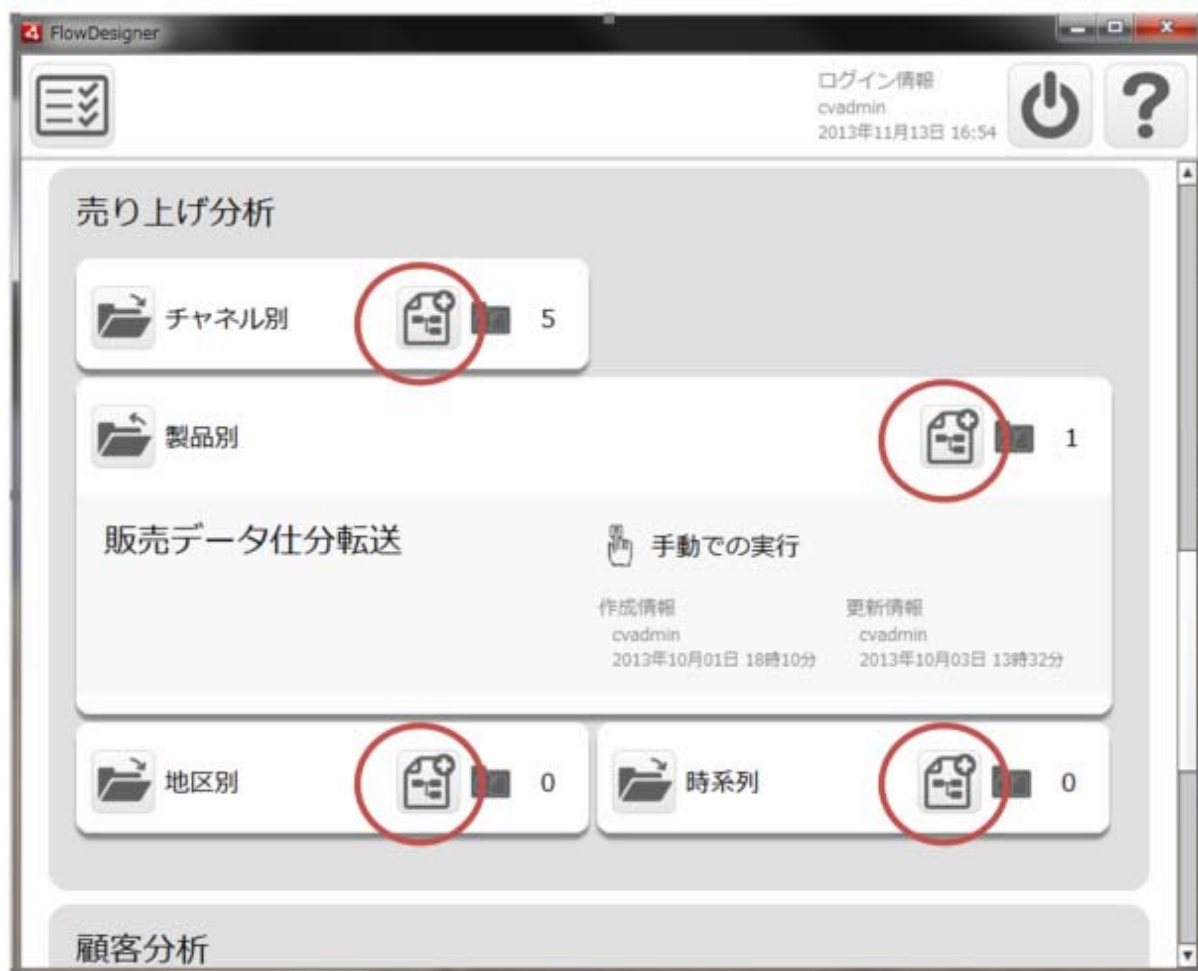 FlowDesigner
ログイン情報
cvadmin
2013年11月13日 16:54
売り上げ分析
チャネル別 5
製品別 1
販売データ仕分転送 手動での実行
作成情報 更新情報
cvadmin cvadmin
2013年10月01日 18時10分 2013年10月03日 13時32分
地区別 0 時系列 0
顧客分析